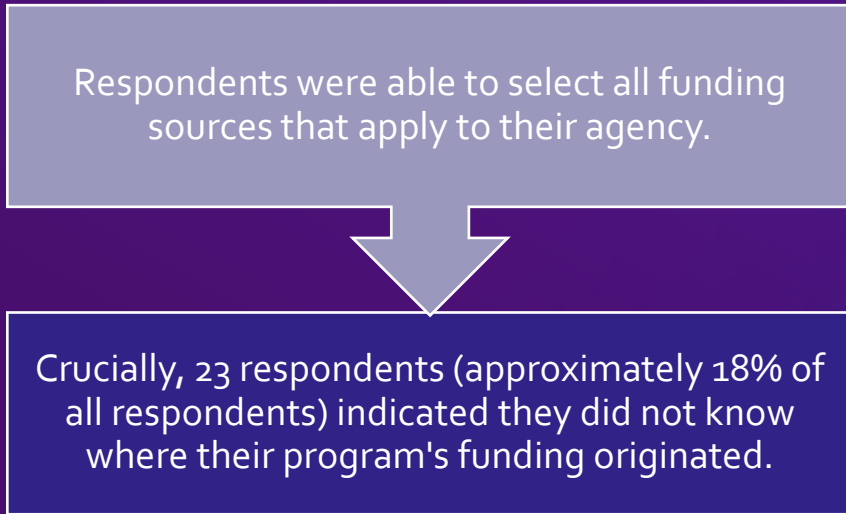 Respondents were able to select all funding
sources that apply to their agency.
Crucially, 23 respondents (approximately 18% of
all respondents) indicated they did not know
where their program's funding originated.